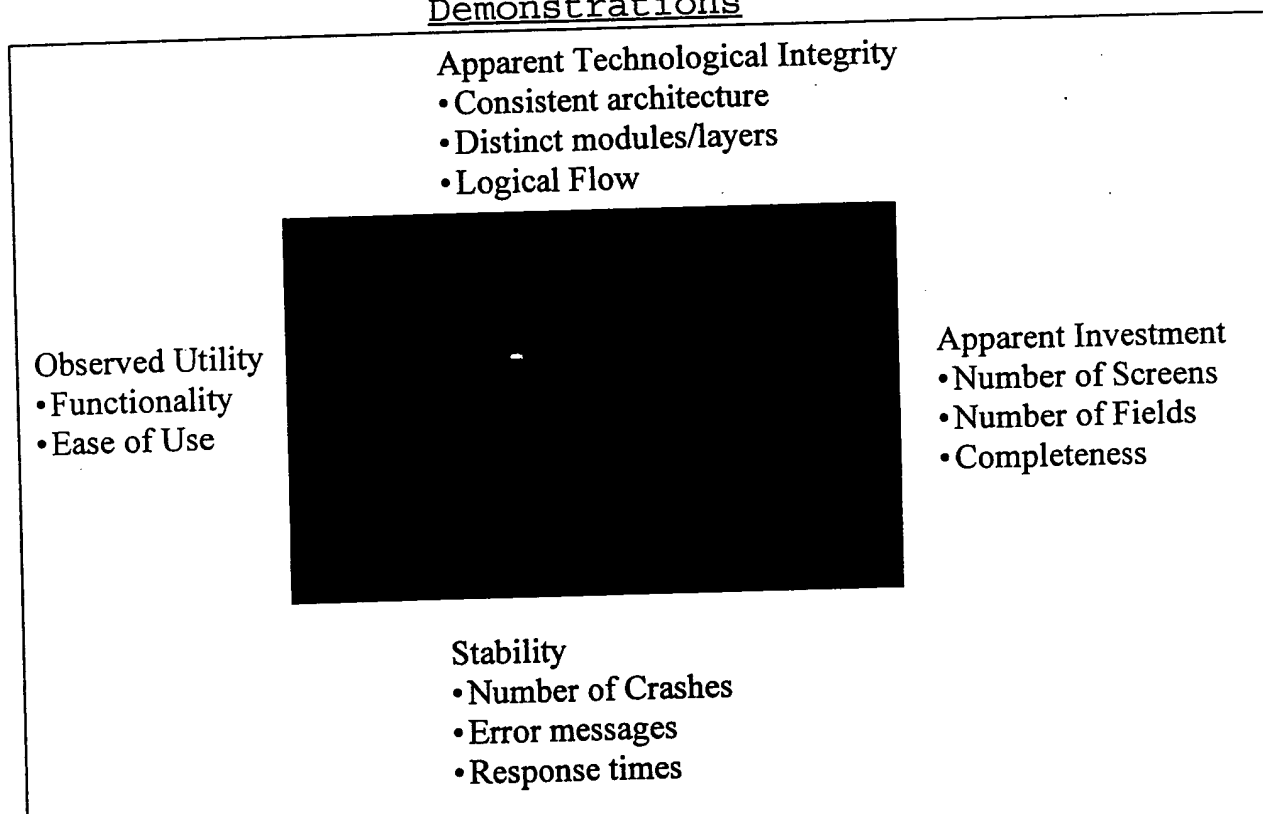 Demonstrations
Apparent Technological Integrity
•Consistent architecture
•Distinct modules/layers
•Logical Flow
Observed Utility
•Functionality
•Ease of Use
Apparent Investment
•Number of Screens
•Number of Fields
•Completeness
Stability
•Number of Crashes
•Error messages
•Response times